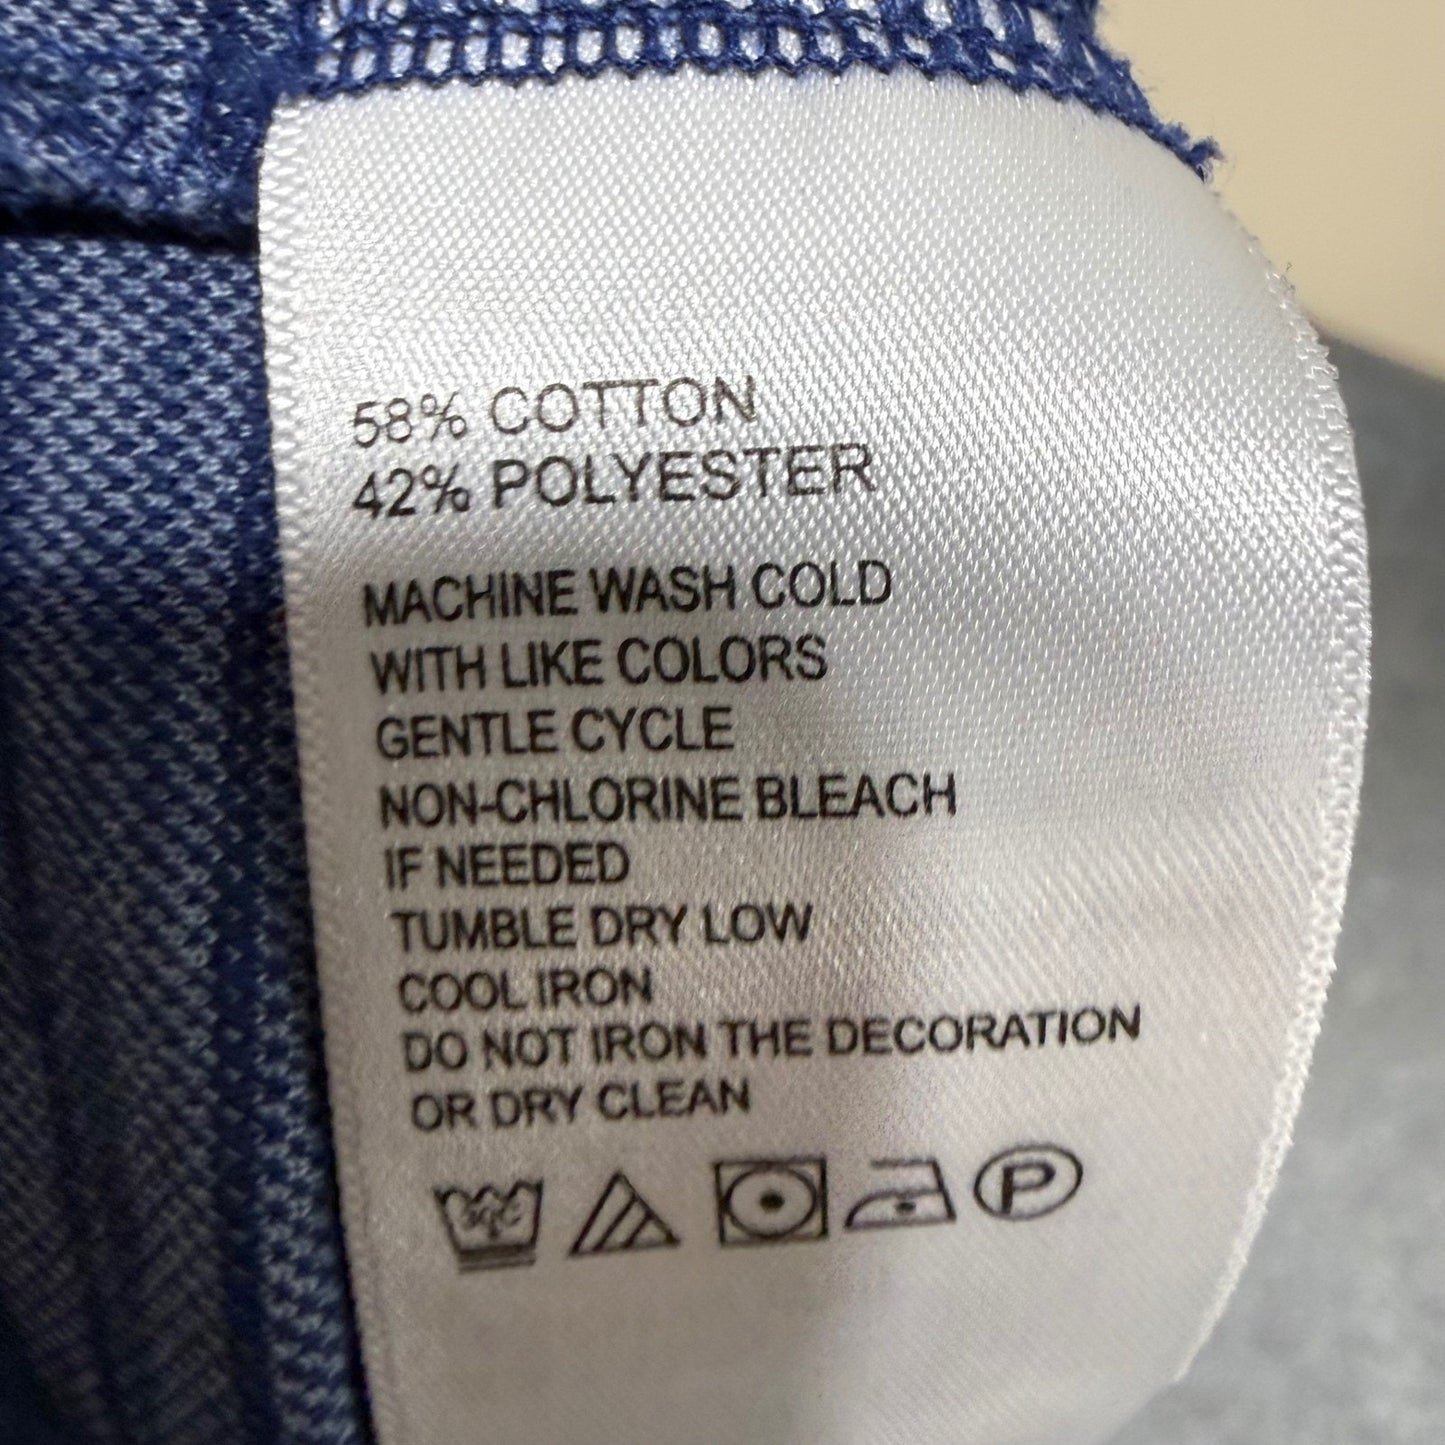 58% COTTON
42% POLYESTER
MACHINE WASH COLD
WITH LIKE COLORS
GENTLE CYCLE
NON-CHLORINE BLEACH
IF NEEDED
TUMBLE DRY LOW
COOL IRON
DO NOT IRON THE DECORATION
OR DRY CLEAN
P